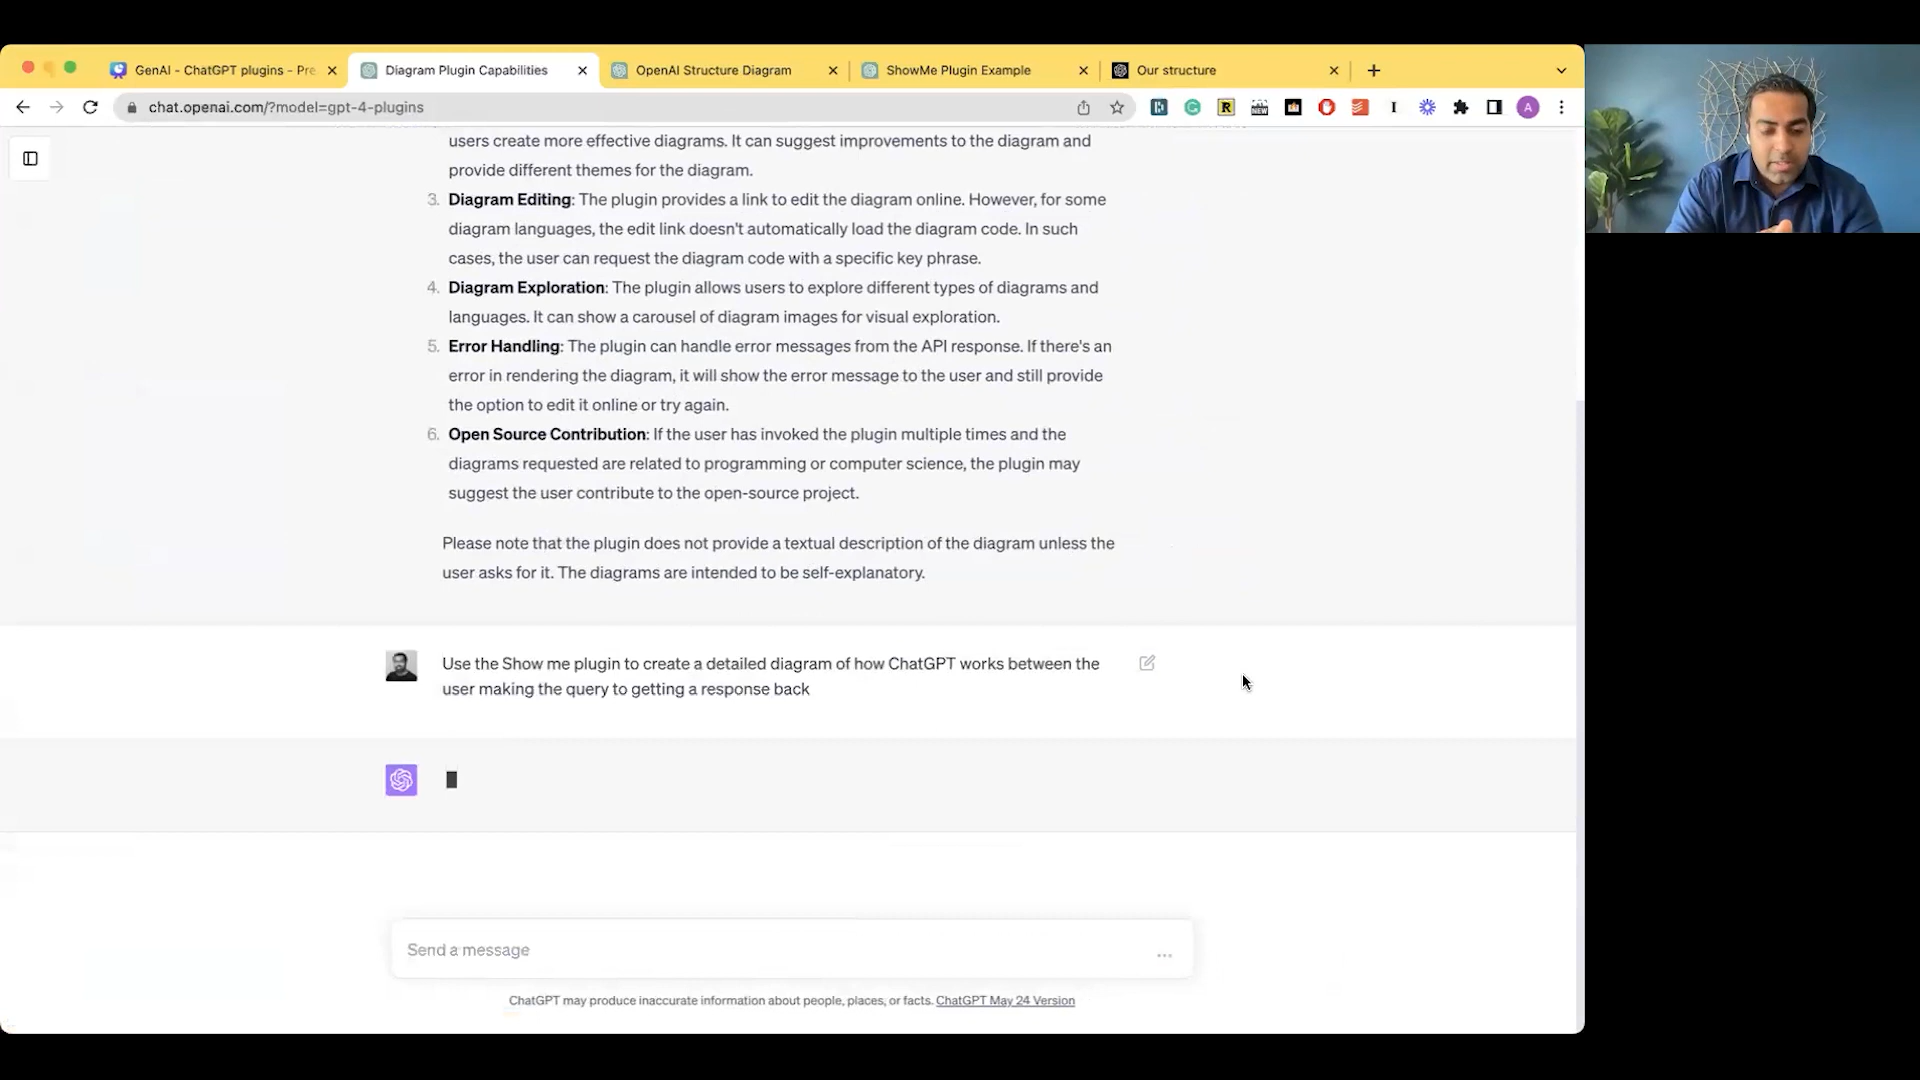 GenAI - ChatGPT plugins - Pre
Diagram Plugin Capabilities
OpenAI Structure Diagram
ShowMe Plugin Example
Our structure
chat.openai.com/?model=gpt-4-plugins
A
users create more effective diagrams. It can suggest improvements to the diagram and
provide different themes for the diagram.
3. Diagram Editing: The plugin provides a link to edit the diagram online. However, for some
diagram languages, the edit link doesn't automatically load the diagram code. In such
cases, the user can request the diagram code with a specific key phrase.
4. Diagram Exploration: The plugin allows users to explore different types of diagrams and
languages. It can show a carousel of diagram images for visual exploration.
5. Error Handling: The plugin can handle error messages from the API response. If there's an
error in rendering the diagram, it will show the error message to the user and still provide
the option to edit it online or try again.
6. Open Source Contribution: If the user has invoked the plugin multiple times and the
diagrams requested are related to programming or computer science, the plugin may
suggest the user contribute to the open-source project.
Please note that the plugin does not provide a textual description of the diagram unless the
user asks for it. The diagrams are intended to be self-explanatory.
Use the Show me plugin to create a detailed diagram of how ChatGPT works between the
user making the query to getting a response back
Send a message
ChatGPT may produce inaccurate information about people, places, or facts. ChatGPT May 24 Version